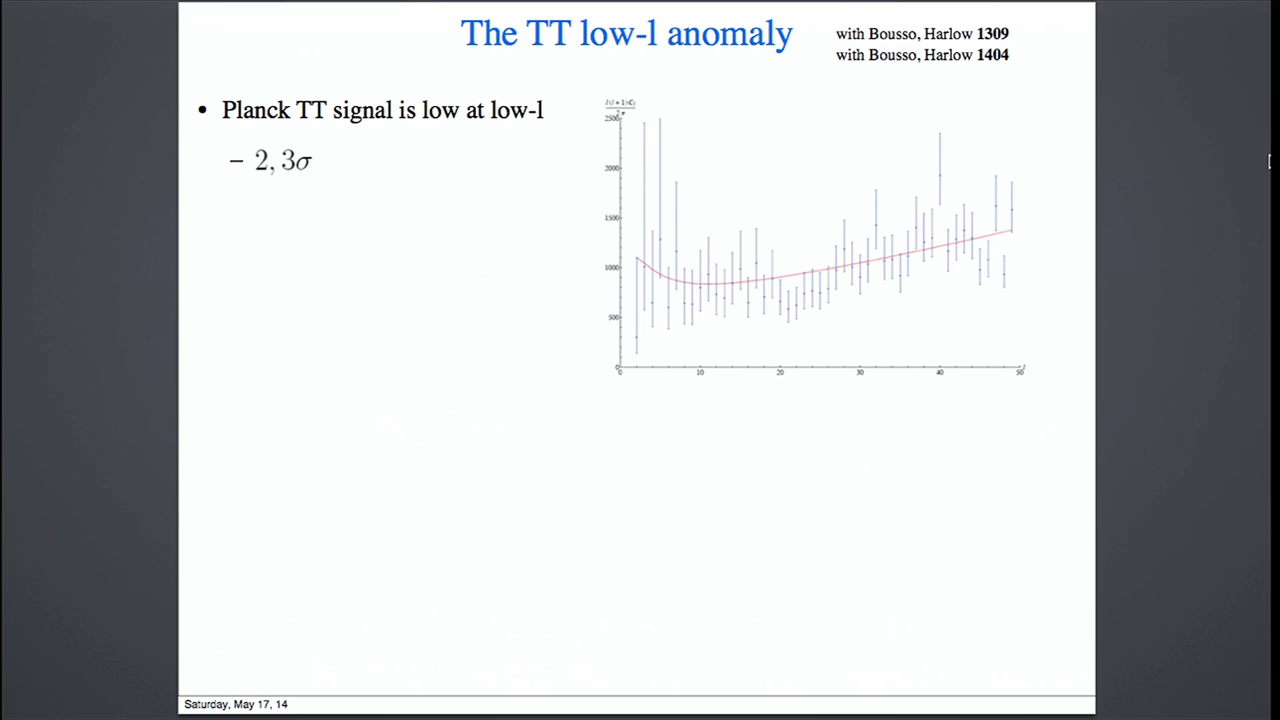 The TT low-l anomaly
with Bousso, Harlow 1309
with Bousso, Harlow 1404
• Planck TT signal is low at low-l
– 2, 3σ
l(l+1)Cₗ
2π
2500
2000
1500
1000
500
0
0 10 20 30 40 50 l
Saturday, May 17, 14